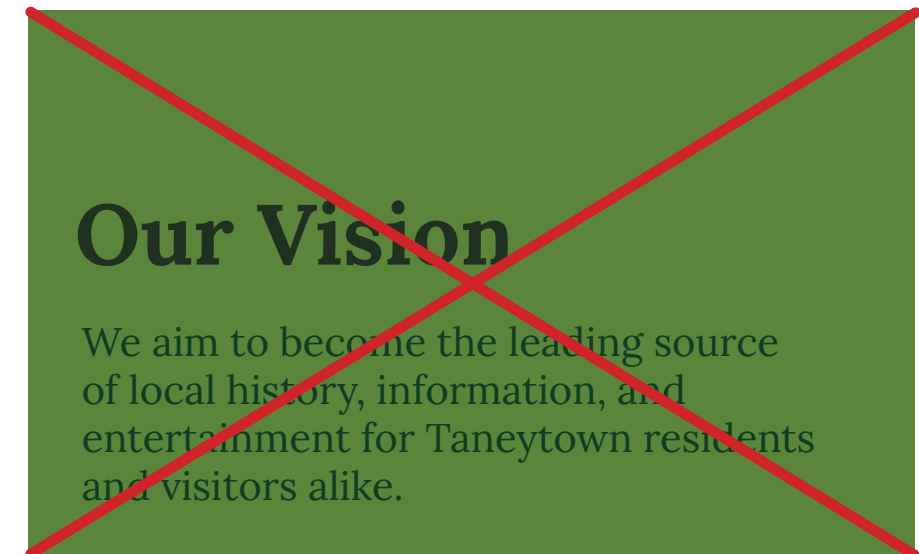 Our Vision
We aim to become the leading source
of local history, information, and
entertainment for Taneytown residents
and visitors alike.